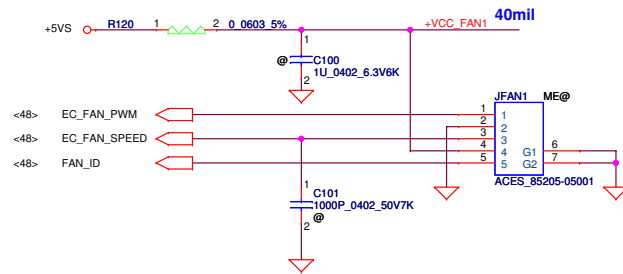 40mil
+5VS R120 1 2 0_0603_5% +VCC_FAN1
1
@ C100
1U_0402_6.3V6K
2
JFAN1 ME@
<48> EC_FAN_PWM 1 1
2 2
<48> EC_FAN_SPEED 3 3
4 4 G1 6
<48> FAN_ID 5 5 G2 7
ACES_85205-05001
1
C101
1000P_0402_50V7K
@
2